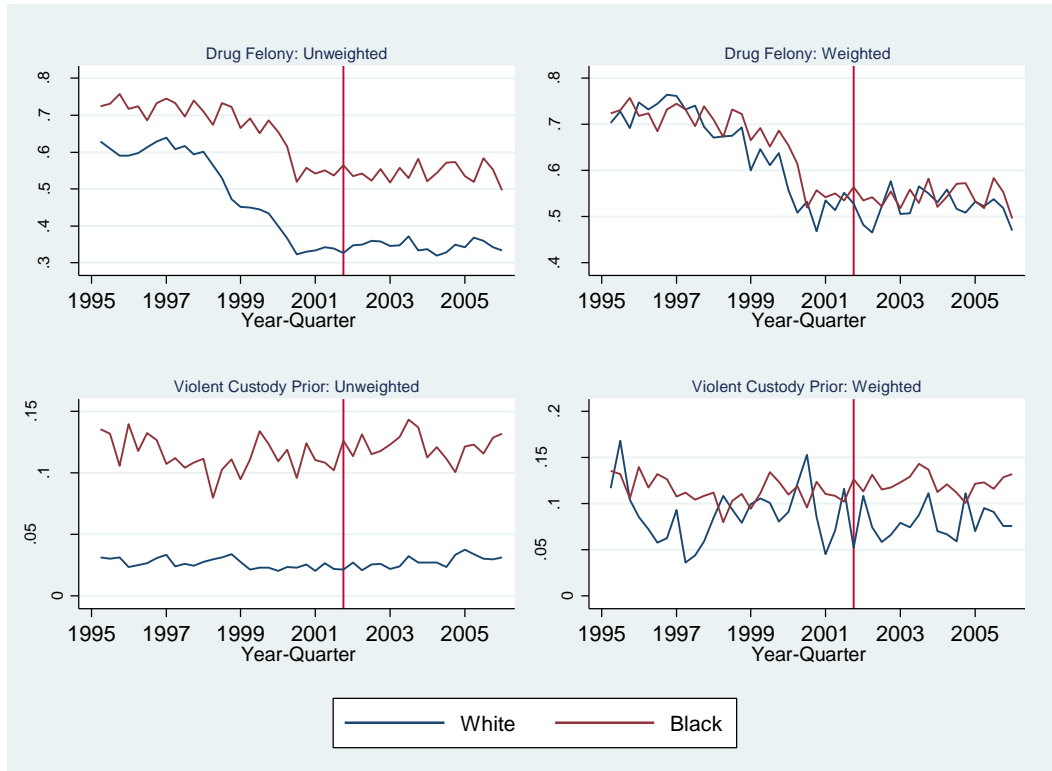 Drug Felony: Unweighted
.8
.7
.6
.5
.4
.3
1995 1997 1999 2001 2003 2005
Year-Quarter
Drug Felony: Weighted
.8
.7
.6
.5
.4
1995 1997 1999 2001 2003 2005
Year-Quarter
Violent Custody Prior: Unweighted
.15
.1
.05
0
1995 1997 1999 2001 2003 2005
Year-Quarter
Violent Custody Prior: Weighted
.2
.15
.1
.05
0
1995 1997 1999 2001 2003 2005
Year-Quarter
White Black